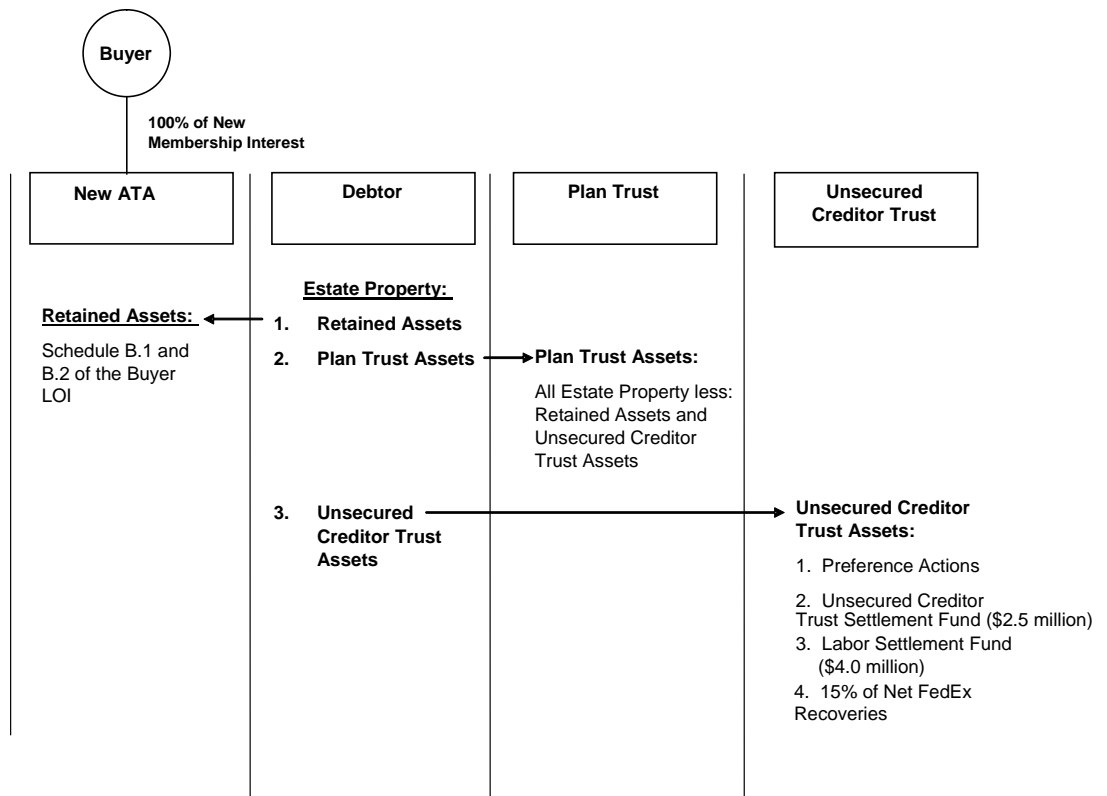 Buyer
100% of New
Membership Interest
New ATA
Debtor
Plan Trust
Unsecured
Creditor Trust
Estate Property:
Retained Assets:
Schedule B.1 and
B.2 of the Buyer
LOI
1. Retained Assets
2. Plan Trust Assets
Plan Trust Assets:
All Estate Property less:
Retained Assets and
Unsecured Creditor
Trust Assets
3. Unsecured
Creditor Trust
Assets
Unsecured Creditor
Trust Assets:
1. Preference Actions
2. Unsecured Creditor
Trust Settlement Fund ($2.5 million)
3. Labor Settlement Fund
($4.0 million)
4. 15% of Net FedEx
Recoveries